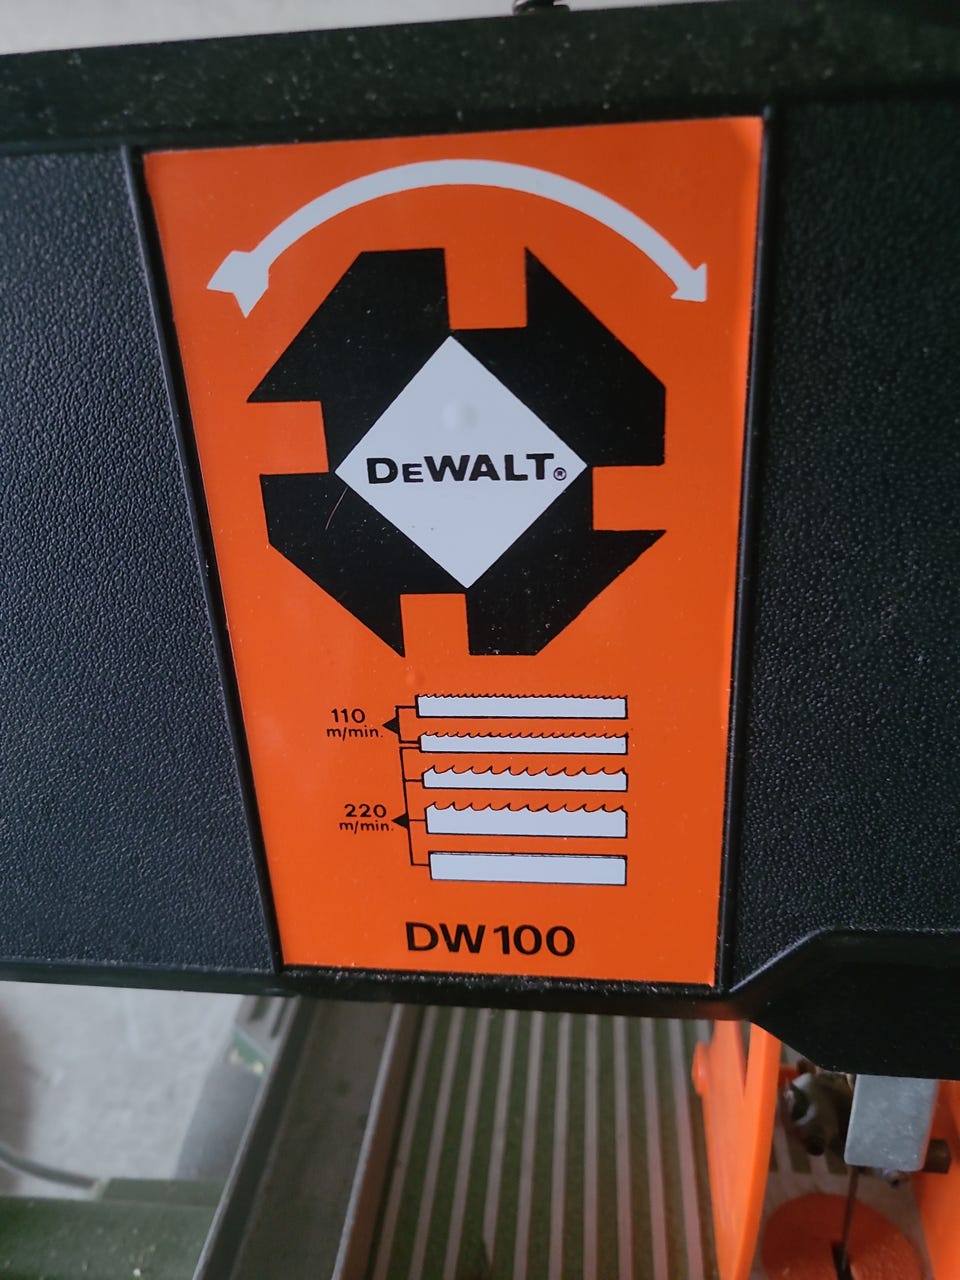 DEWALT®
110
m/min.
220
m/min.
DW100